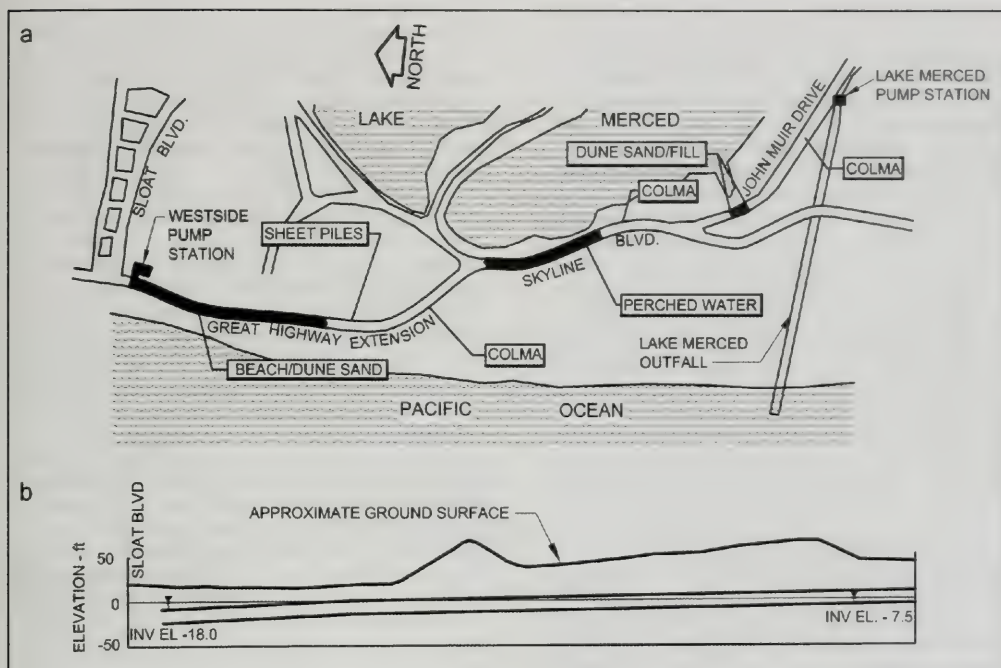 a
NORTH
LAKE MERCED
PUMP STATION
LAKE
MERCED
SLOAT BLVD.
DUNE SAND/FILL
JOHN MUIR DRIVE
COLMA
COLMA
WESTSIDE
PUMP
STATION
SHEET PILES
SKYLINE
BLVD.
PERCHED WATER
GREAT HIGHWAY EXTENSION
COLMA
LAKE MERCED
OUTFALL
BEACH/DUNE SAND
PACIFIC OCEAN
b
SLOAT BLVD
APPROXIMATE GROUND SURFACE
ELEVATION - ft
50
0
-50
INV EL -18.0
INV EL. - 7.5